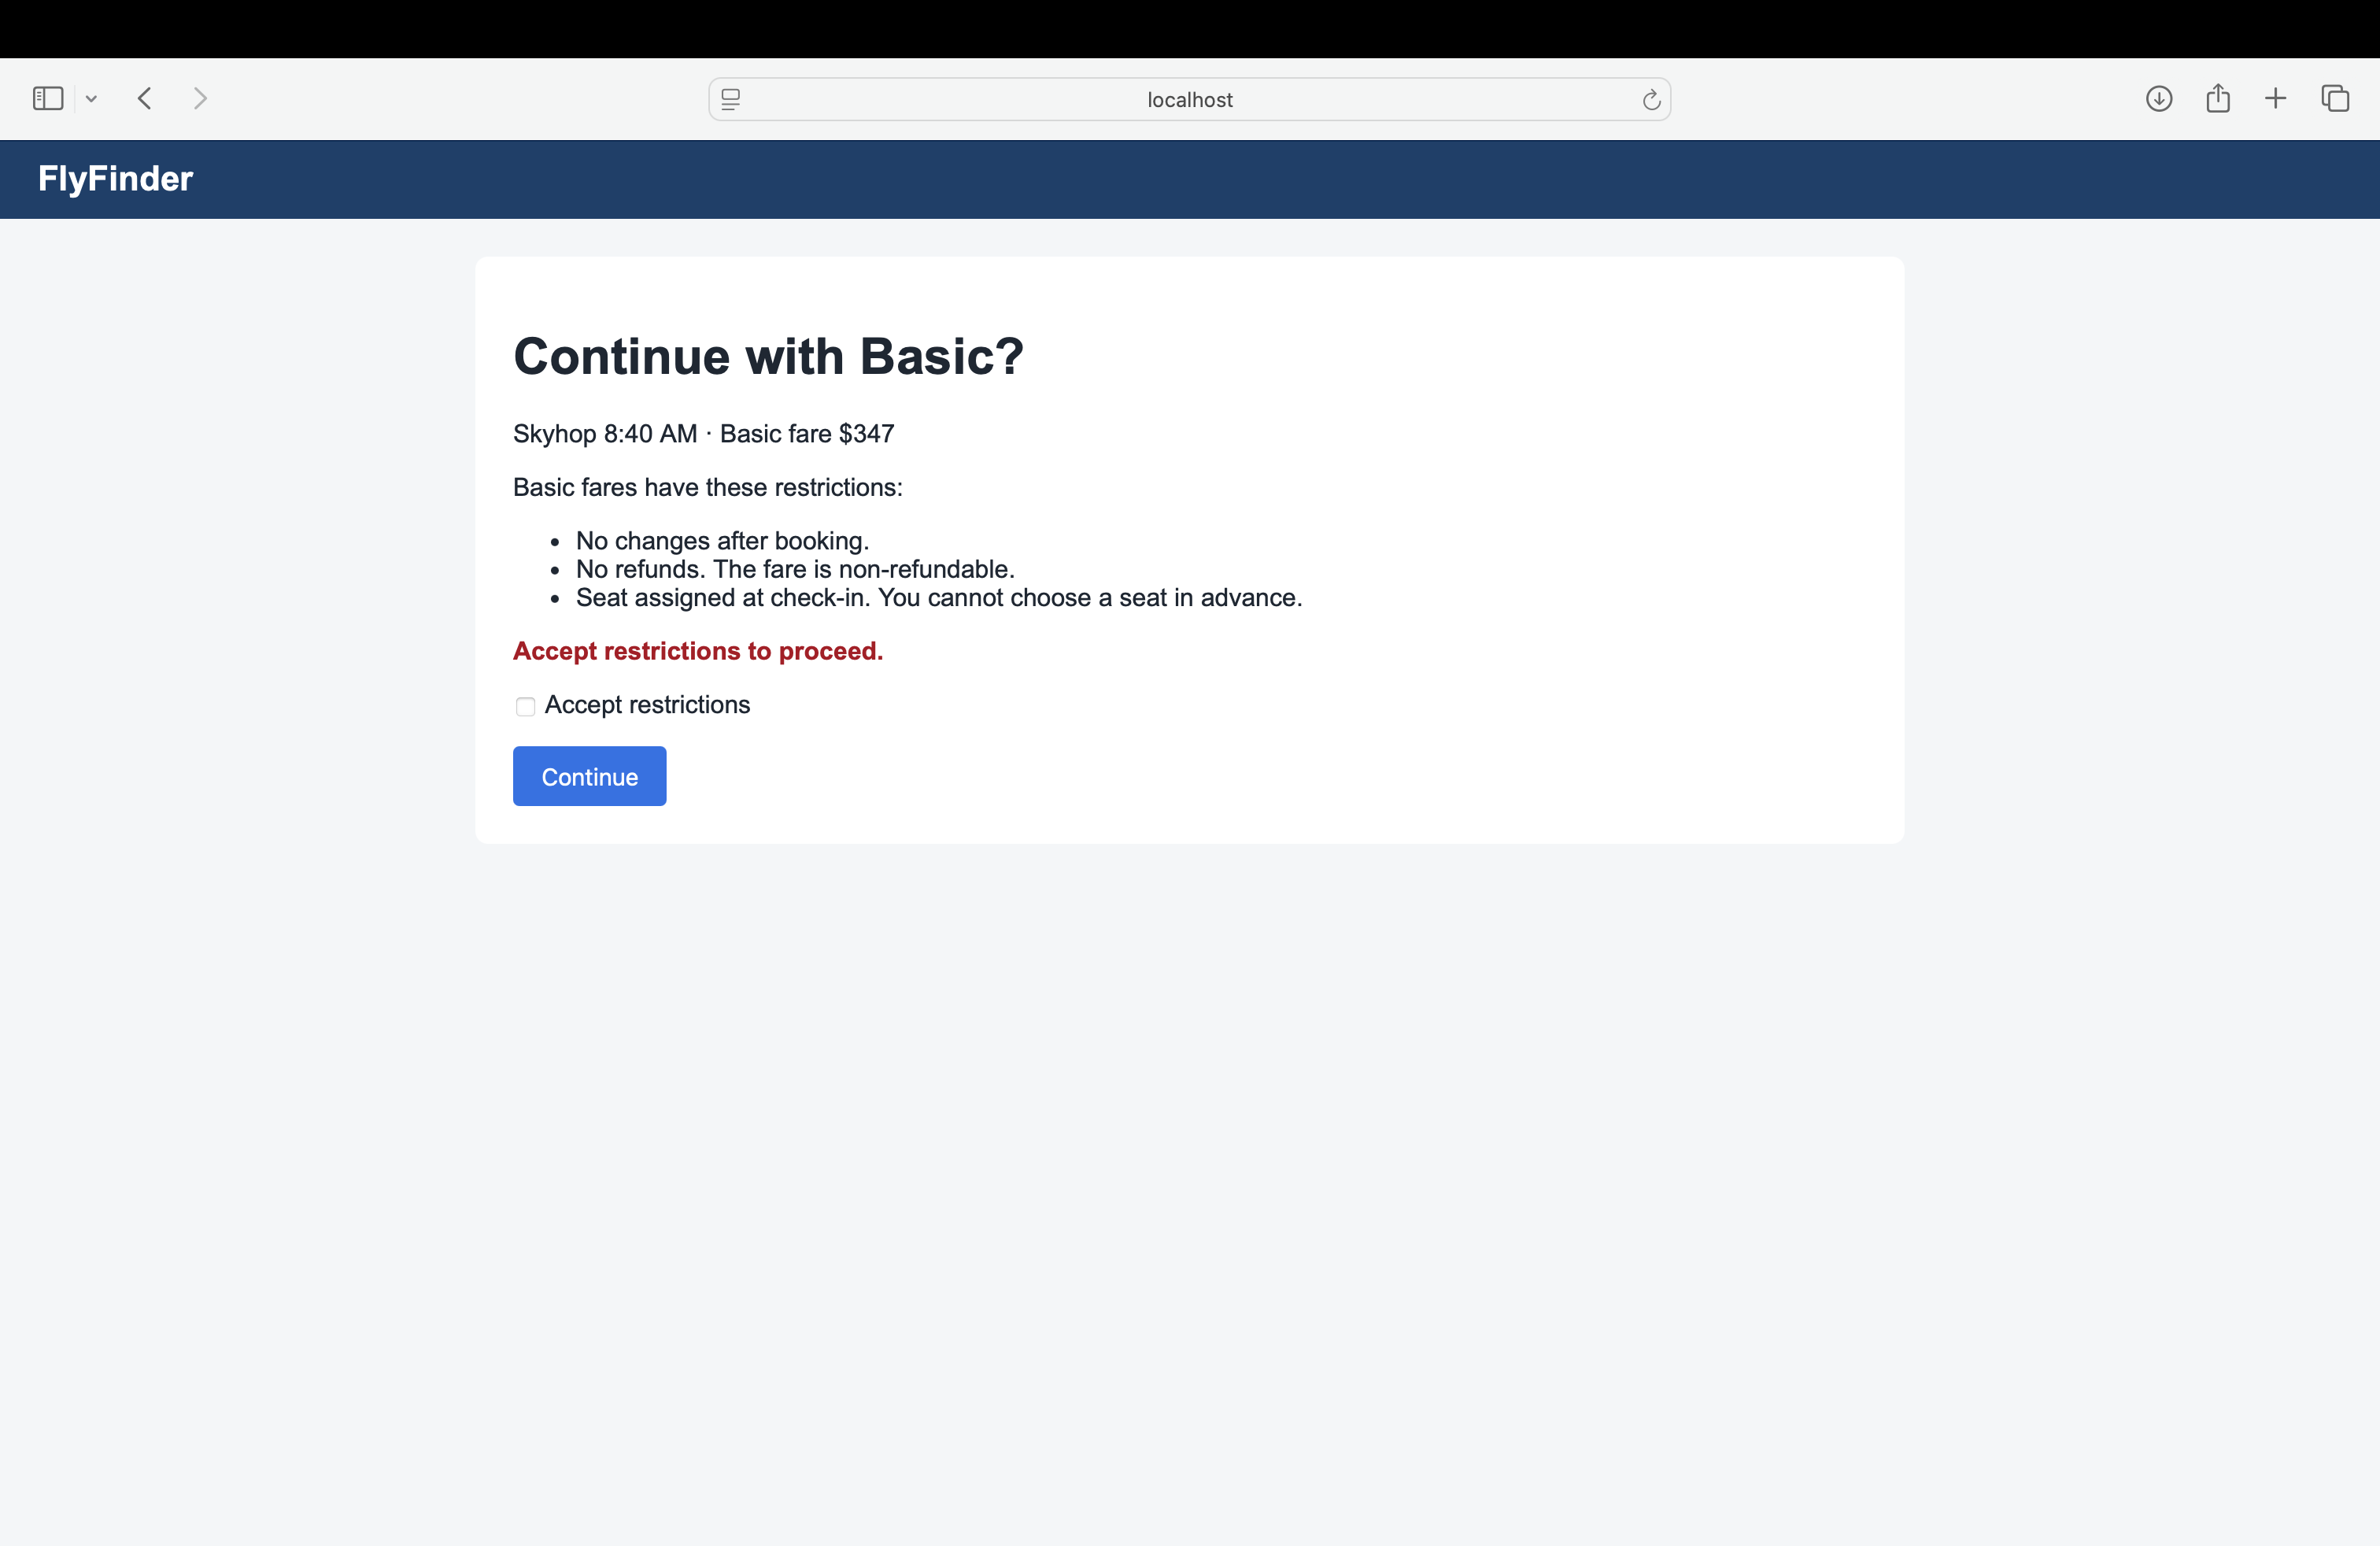 localhost
FlyFinder
Continue with Basic?
Skyhop 8:40 AM · Basic fare $347
Basic fares have these restrictions:
• No changes after booking.
• No refunds. The fare is non-refundable.
• Seat assigned at check-in. You cannot choose a seat in advance.
Accept restrictions to proceed.
Accept restrictions
Continue